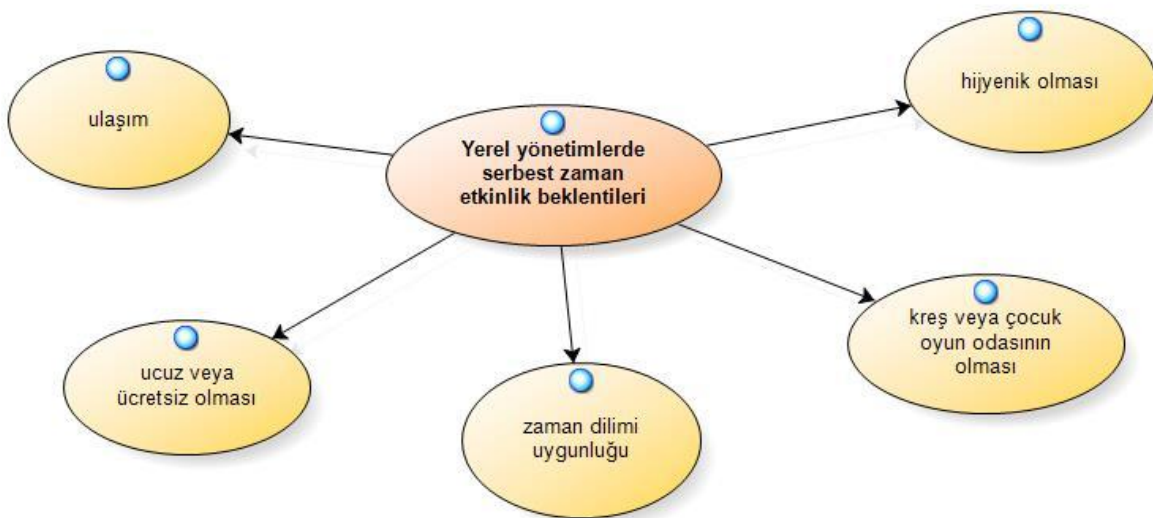 Yerel yönetimlerde
serbest zaman
etkinlik beklentileri
ulaşım
hijyenik olması
ucuz veya
ücretsiz olması
zaman dilimi
uygunluğu
kreş veya çocuk
oyun odasının
olması